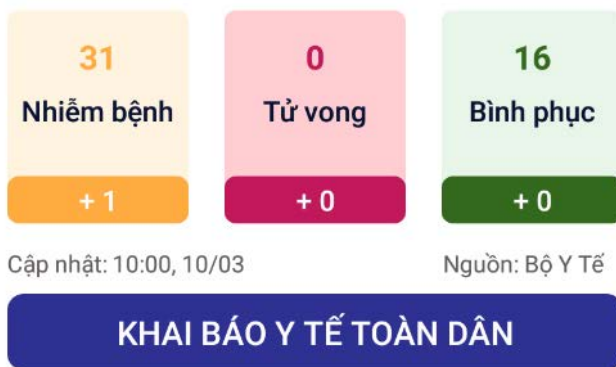 31 0 16
Nhiễm bệnh Tử vong Bình phục
+ 1 + 0 + 0
Cập nhật: 10:00, 10/03 Nguồn: Bộ Y Tế
KHAI BÁO Y TẾ TOÀN DÂN